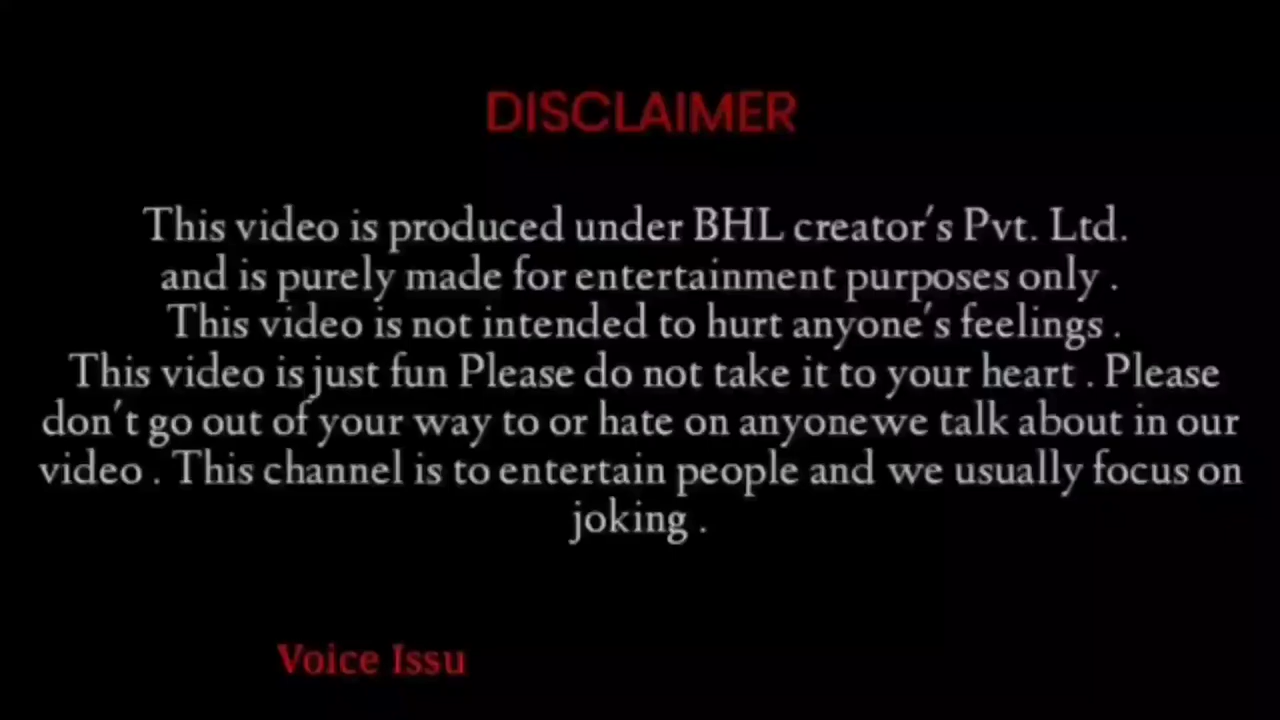 DISCLAIMER
This video is produced under BHL creator's Pvt. Ltd.
and is purely made for entertainment purposes only .
This video is not intended to hurt anyone's feelings .
This video is just fun Please do not take it to your heart . Please
don't go out of your way to or hate on anyone we talk about in our
video . This channel is to entertain people and we usually focus on
joking .
Voice Issu